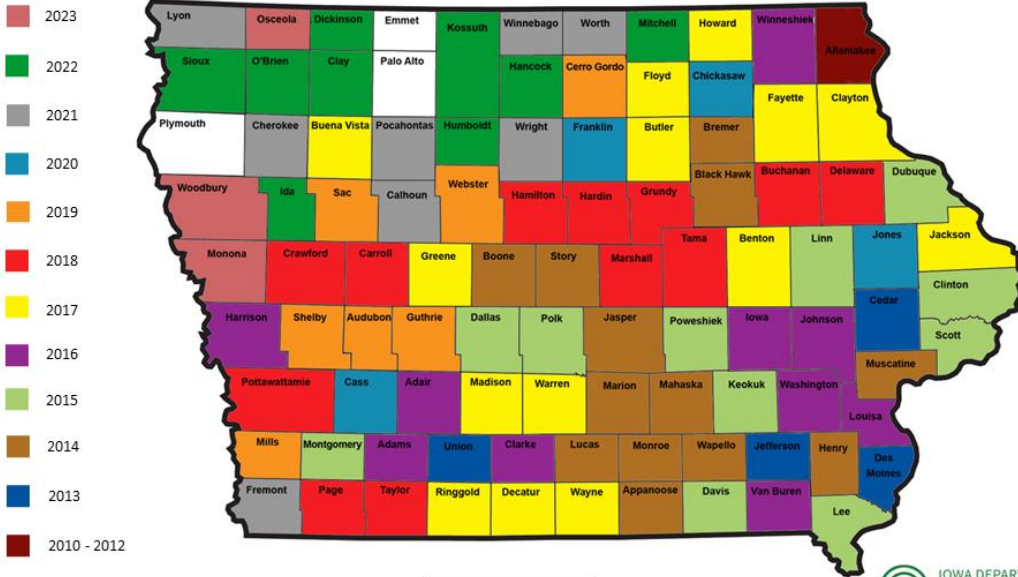 2023
2022
2021
2020
2019
2018
2017
2016
2015
2014
2013
2010 - 2012
Lyon
Osceola
Dickinson
Emmet
Kossuth
Winnebago
Worth
Mitchell
Howard
Winneshiek
Allamakee
Sioux
O'Brien
Clay
Palo Alto
Hancock
Cerro Gordo
Floyd
Chickasaw
Fayette
Clayton
Plymouth
Cherokee
Buena Vista
Pocahontas
Humboldt
Wright
Franklin
Butler
Bremer
Woodbury
Ida
Sac
Calhoun
Webster
Hamilton
Hardin
Grundy
Black Hawk
Buchanan
Delaware
Dubuque
Monona
Crawford
Carroll
Greene
Boone
Story
Marshall
Tama
Benton
Linn
Jones
Jackson
Clinton
Cedar
Scott
Harrison
Shelby
Audubon
Guthrie
Dallas
Polk
Jasper
Poweshiek
Iowa
Johnson
Muscatine
Pottawattamie
Cass
Adair
Madison
Warren
Marion
Mahaska
Keokuk
Washington
Louisa
Mills
Montgomery
Adams
Union
Clarke
Lucas
Monroe
Wapello
Jefferson
Henry
Des
Moines
Fremont
Page
Taylor
Ringgold
Decatur
Wayne
Appanoose
Davis
Van Buren
Lee
IOWA DEPAR